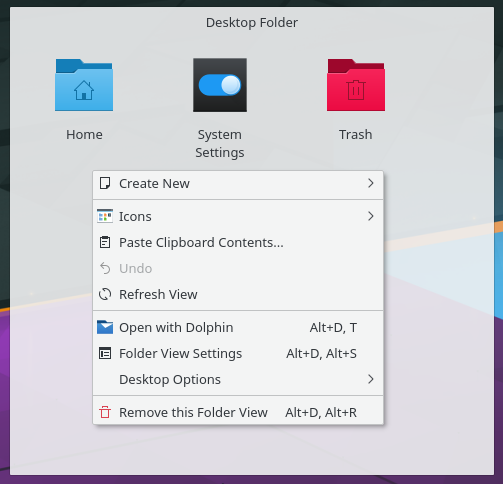 Desktop Folder
Home
System
Settings
Trash
Create New
Icons
Paste Clipboard Contents...
Undo
Refresh View
Open with Dolphin Alt+D, T
Folder View Settings Alt+D, Alt+S
Desktop Options
Remove this Folder View Alt+D, Alt+R